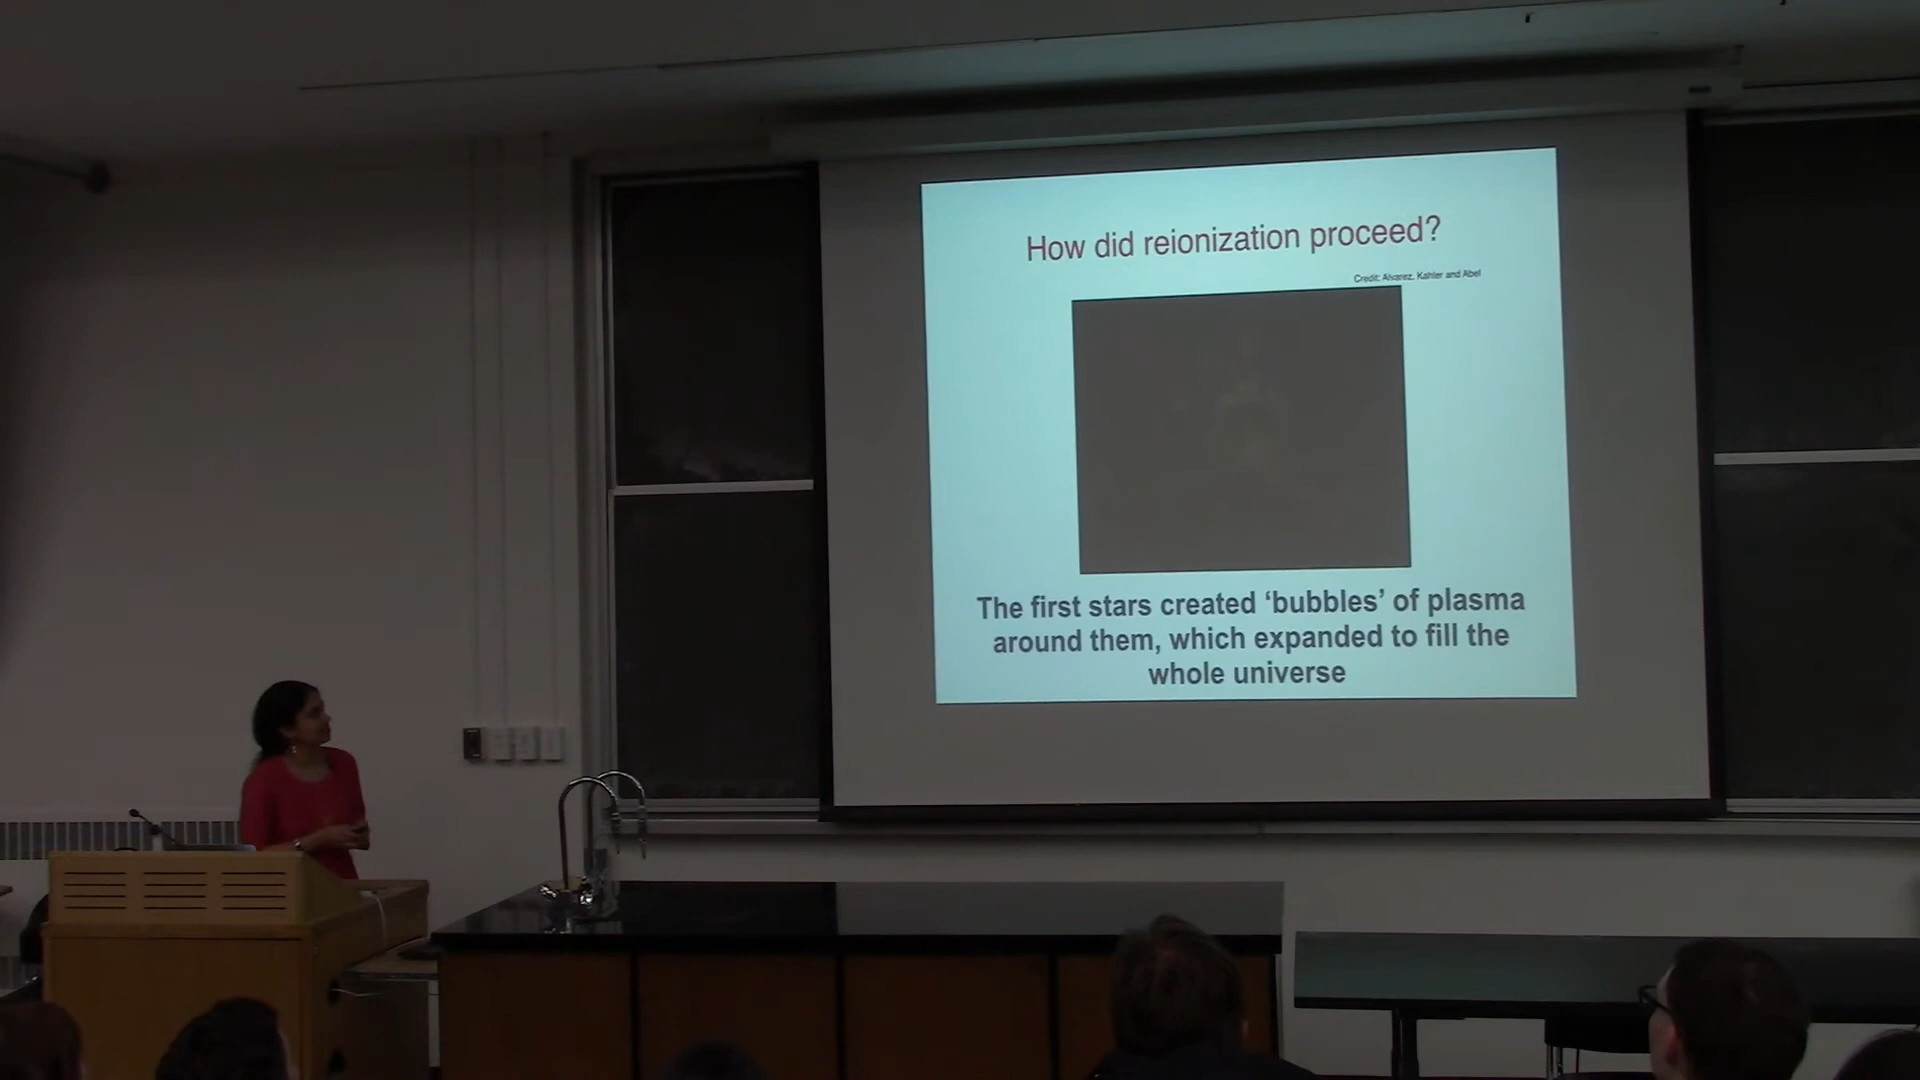 How did reionization proceed?
Credit: Alvarez, Kahler and Abel
The first stars created ‘bubbles’ of plasma
around them, which expanded to fill the
whole universe